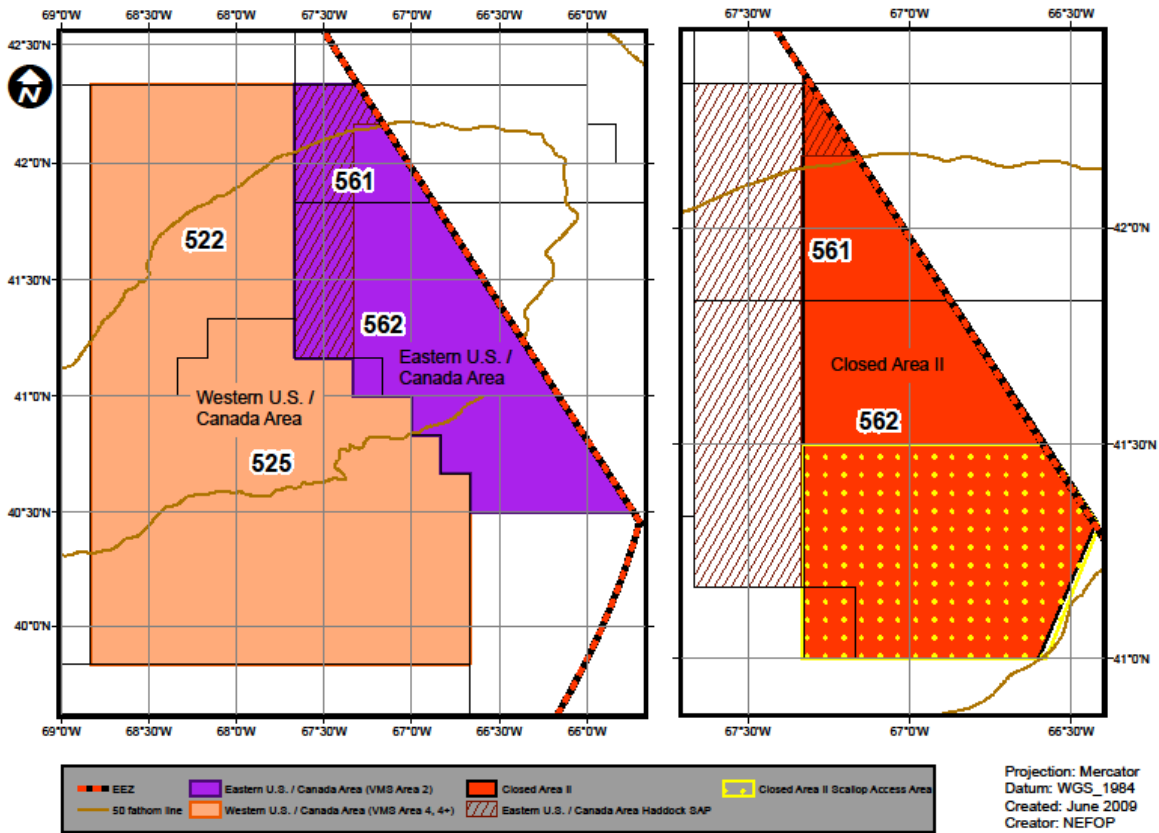 69°0'W 68°30'W 68°0'W 67°30'W 67°0'W 66°30'W 66°0'W
42°30'N
N
42°0'N
41°30'N
41°0'N
40°30'N
40°0'N
561
522
562
Eastern U.S. /
Canada Area
Western U.S. /
Canada Area
525
69°0'W 68°30'W 68°0'W 67°30'W 67°0'W 66°30'W 66°0'W
67°30'W 67°0'W 66°30'W
42°0'N
41°30'N
41°0'N
561
Closed Area II
562
67°30'W 67°0'W 66°30'W
EEZ
Eastern U.S. / Canada Area (VMS Area 2)
Closed Area II
Closed Area II Scallop Access Area
50 fathom line
Western U.S. / Canada Area (VMS Area 4, 4+)
Eastern U.S. / Canada Area Haddock SAP
Projection: Mercator
Datum: WGS_1984
Created: June 2009
Creator: NEFOP